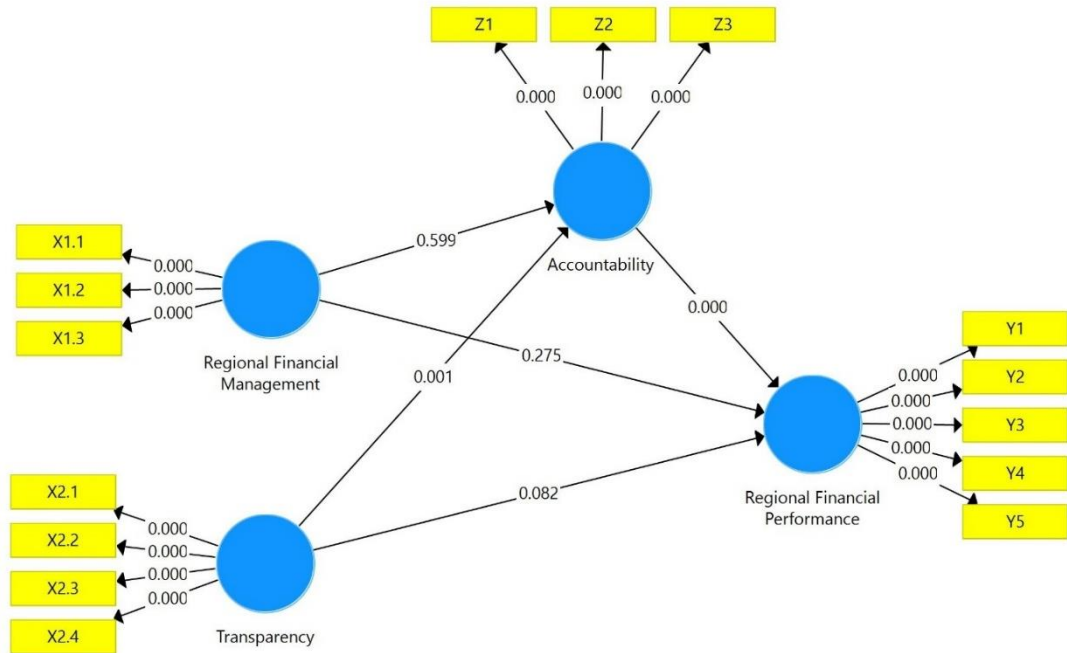 Z1
Z2
Z3
0.000
0.000
0.000
Accountability
X1.1
X1.2
X1.3
0.000
0.000
0.000
Regional Financial
Management
0.599
0.275
0.001
0.000
0.082
X2.1
X2.2
X2.3
X2.4
0.000
0.000
0.000
0.000
Transparency
Regional Financial
Performance
0.000
0.000
0.000
0.000
0.000
Y1
Y2
Y3
Y4
Y5